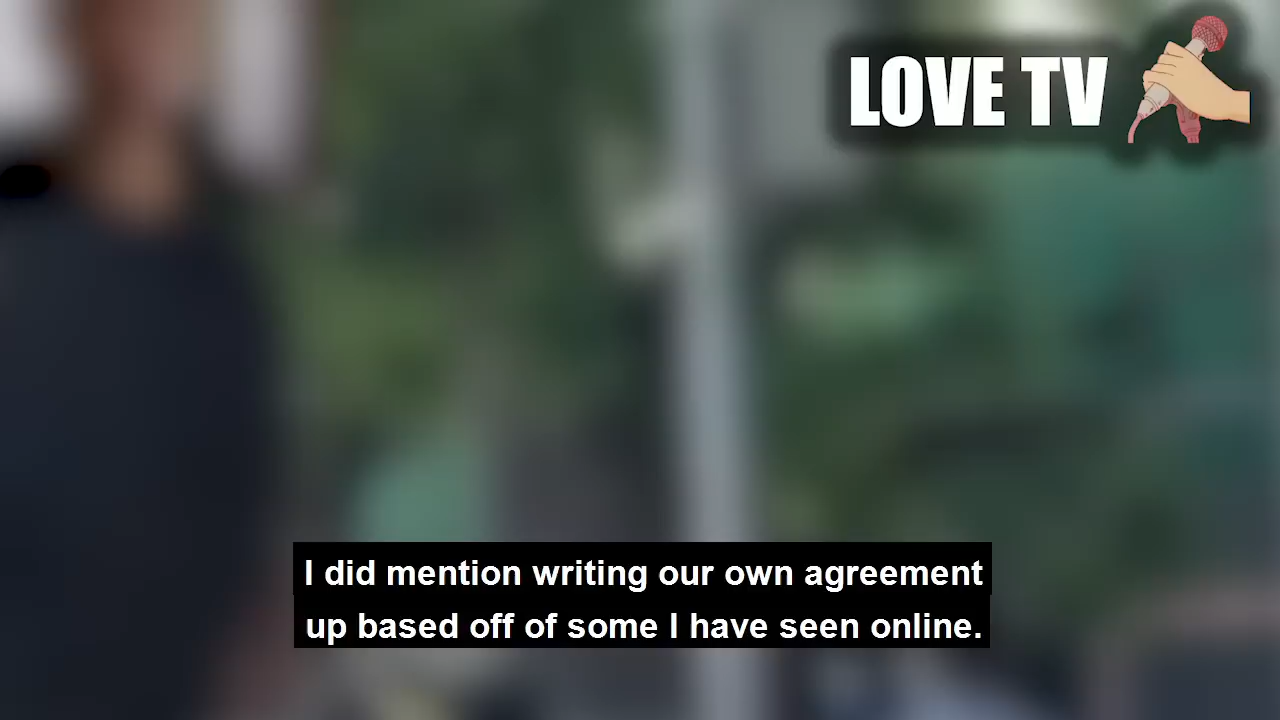 LOVE TV
I did mention writing our own agreement
up based off of some I have seen online.